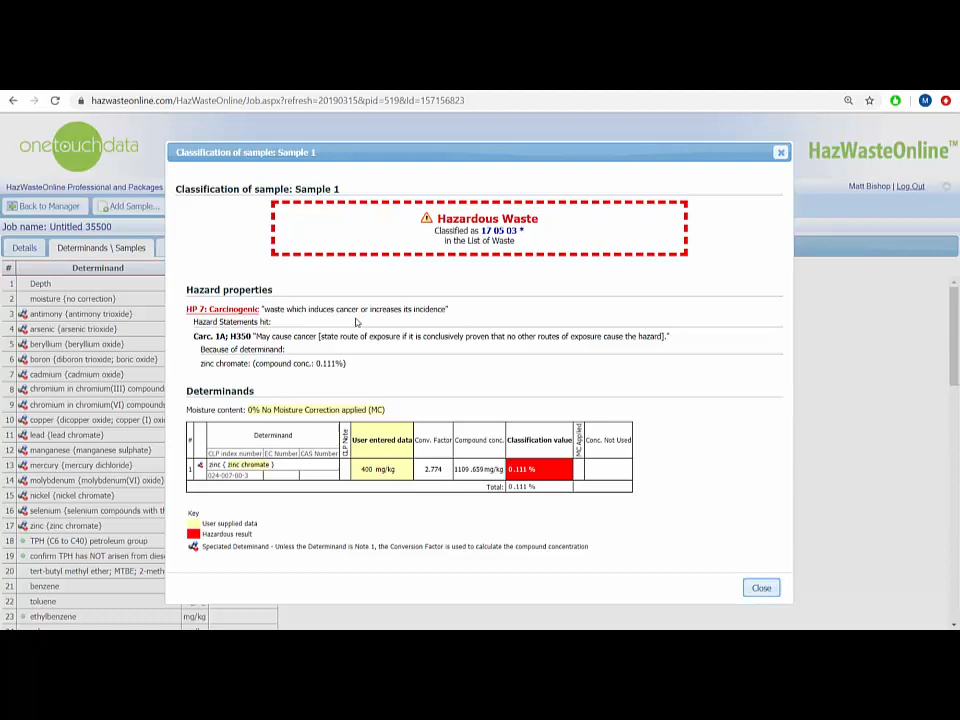 hazwasteonline.com/HazWasteOnline/Job.aspx?refresh=20190315&pid=519&Id=157156823
M
onetouchdata
HazWasteOnline™
HazWasteOnline Professional and Packages
Matt Bishop | Log Out
Back to Manager
Add Sample...
Job name: Untitled 35500
Details
Determinands \ Samples
# Determinand
1 Depth
2 moisture {no correction}
3 antimony {antimony trioxide}
4 arsenic {arsenic trioxide}
5 beryllium {beryllium oxide}
6 boron {diboron trioxide; boric oxide}
7 cadmium {cadmium oxide}
8 chromium in chromium(III) compound
9 chromium in chromium(VI) compounds
10 copper {dicopper oxide; copper (I) ox
11 lead {lead chromate}
12 manganese {manganese sulphate}
13 mercury {mercury dichloride}
14 molybdenum {molybdenum(VI) oxide}
15 nickel {nickel chromate}
16 selenium {selenium compounds with th
17 zinc {zinc chromate}
18 TPH (C6 to C40) petroleum group
19 confirm TPH has NOT arisen from diese
20 tert-butyl methyl ether; MTBE; 2-meth
21 benzene
22 toluene
23 ethylbenzene mg/kg
Classification of sample: Sample 1
Classification of sample: Sample 1
Hazardous Waste
Classified as 17 05 03 *
in the List of Waste
Hazard properties
HP 7: Carcinogenic "waste which induces cancer or increases its incidence"
Hazard Statements hit:
Carc. 1A; H350 "May cause cancer [state route of exposure if it is conclusively proven that no other routes of exposure cause the hazard]."
Because of determinand:
zinc chromate: (compound conc.: 0.111%)
Determinands
Moisture content: 0% No Moisture Correction applied (MC)
# Determinand CLP Note User entered data Conv. Factor Compound conc. Classification value MC Applied Conc. Not Used
CLP index number EC Number CAS Number
1 zinc { zinc chromate } 400 mg/kg 2.774 1109.659 mg/kg 0.111 %
024-007-00-3
Total: 0.111 %
Key
User supplied data
Hazardous result
Speciated Determinand - Unless the Determinand is Note 1, the Conversion Factor is used to calculate the compound concentration
Close